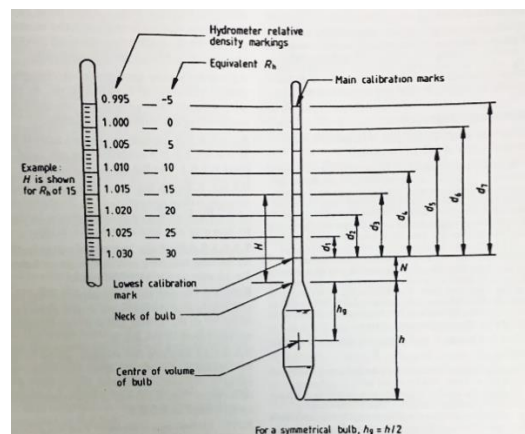 Hydrometer relative
density markings
Equivalent Rh
Main calibration marks
0.995 -5
1.000 0
1.005 5
1.010 10
1.015 15
1.020 20
1.025 25
1.030 30
Example:
H is shown
for Rh of 15
H
d1
d2
d3
d4
d5
d6
d7
N
Lowest calibration
mark
Neck of bulb
hg
h
Centre of volume
of bulb
For a symmetrical bulb, hg = h/2